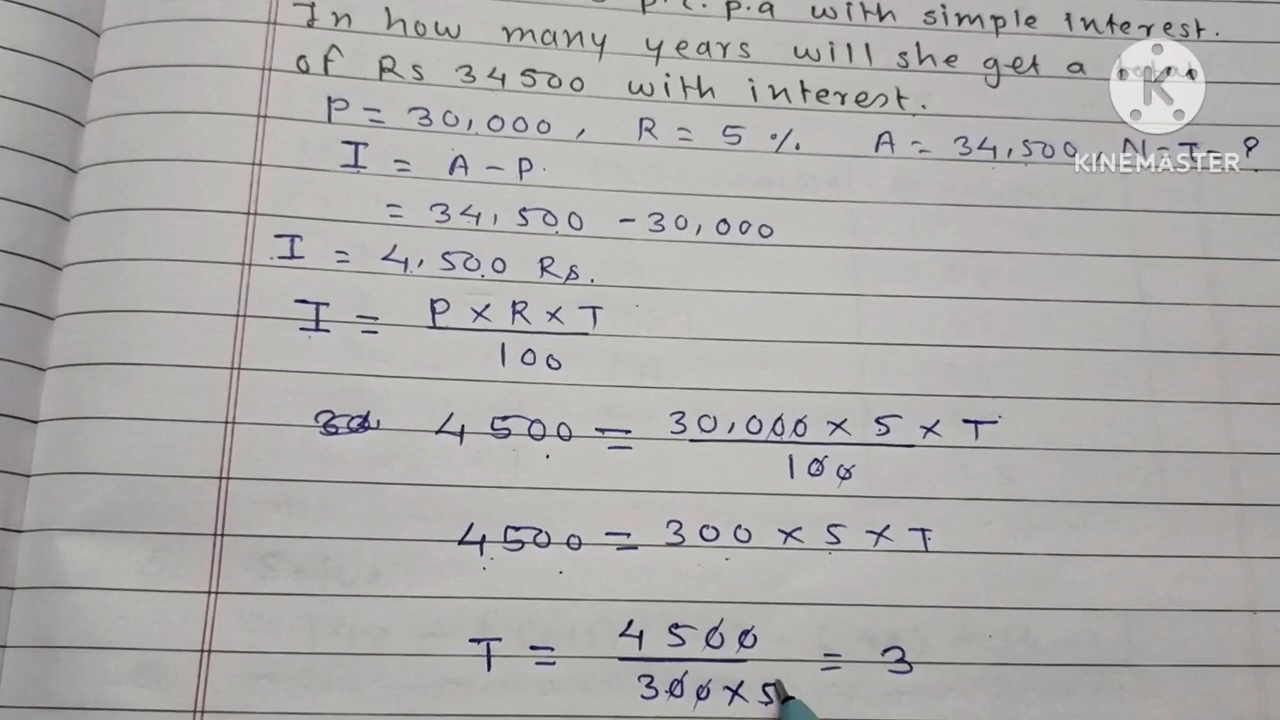 p.c.p.a with simple interest.
In how many years will she get a
of Rs 34500 with interest.
P = 30,000, R = 5 % A = 34,500, N = T = ?
I = A - P.
= 34,500 - 30,000
I = 4,500 Rs.
I = P × R × T
100
4500 = 30,000 × 5 × T
100
4500 = 300 × 5 × T
T = 4500 = 3
300 × 5
K
KINEMASTER